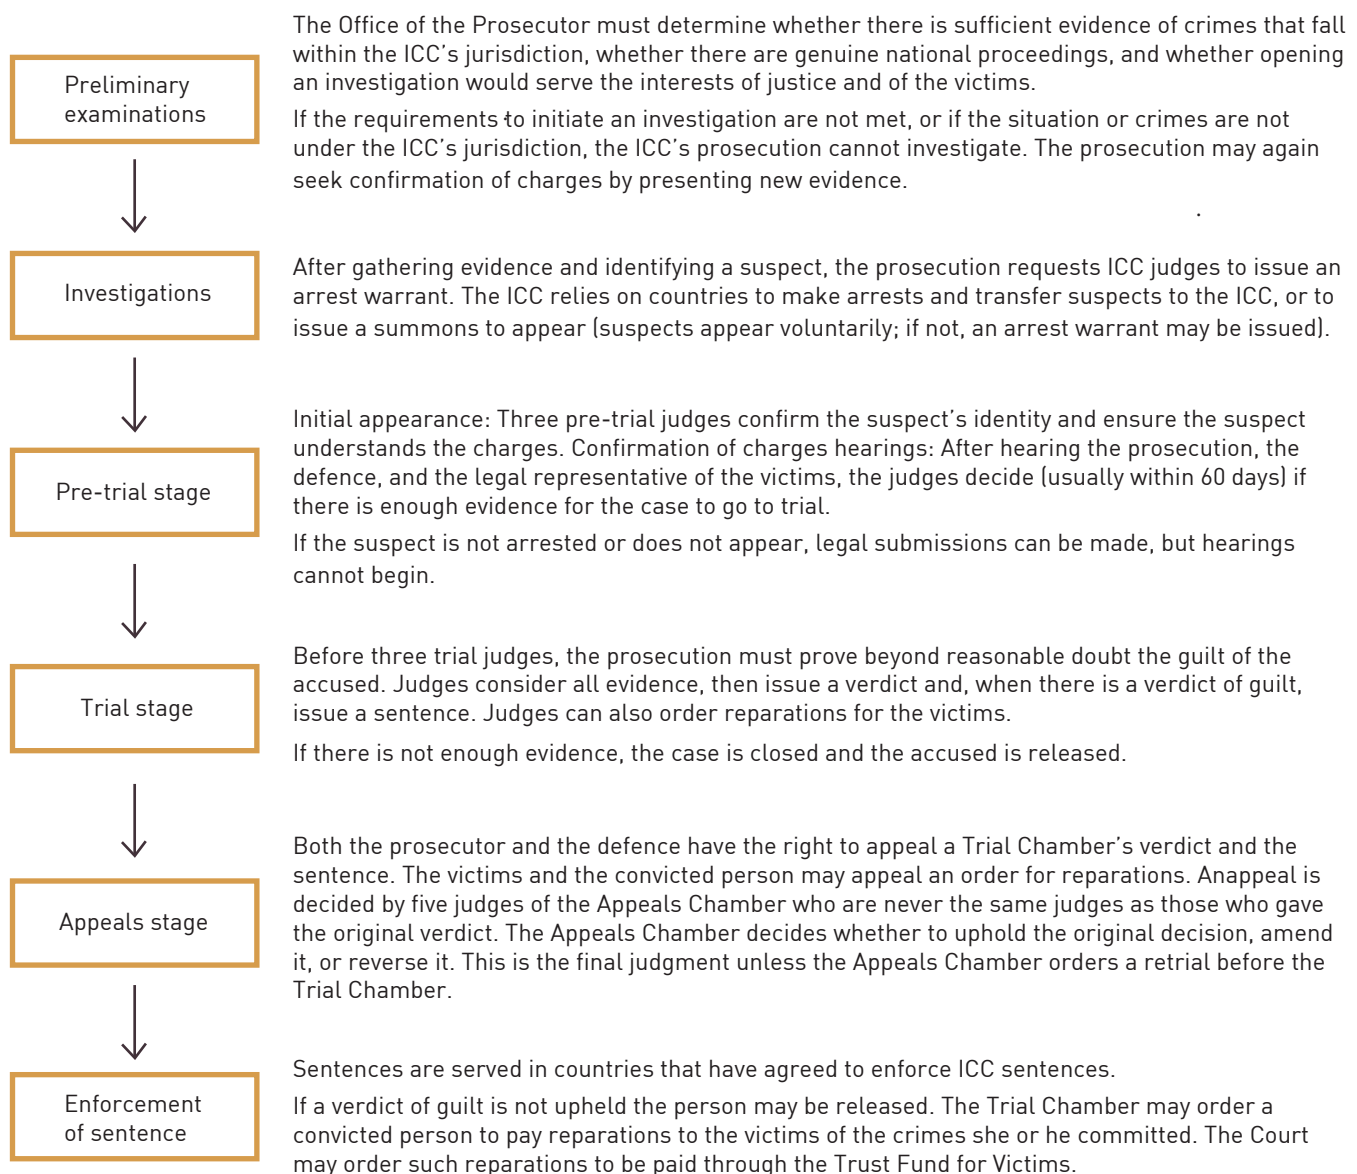 The Office of the Prosecutor must determine whether there is sufficient evidence of crimes that fall
within the ICC’s jurisdiction, whether there are genuine national proceedings, and whether opening
an investigation would serve the interests of justice and of the victims.
Preliminary
examinations
If the requirements to initiate an investigation are not met, or if the situation or crimes are not
under the ICC’s jurisdiction, the ICC’s prosecution cannot investigate. The prosecution may again
seek confirmation of charges by presenting new evidence.
.
Investigations
After gathering evidence and identifying a suspect, the prosecution requests ICC judges to issue an
arrest warrant. The ICC relies on countries to make arrests and transfer suspects to the ICC, or to
issue a summons to appear (suspects appear voluntarily; if not, an arrest warrant may be issued).
Pre-trial stage
Initial appearance: Three pre-trial judges confirm the suspect’s identity and ensure the suspect
understands the charges. Confirmation of charges hearings: After hearing the prosecution, the
defence, and the legal representative of the victims, the judges decide (usually within 60 days) if
there is enough evidence for the case to go to trial.
If the suspect is not arrested or does not appear, legal submissions can be made, but hearings
cannot begin.
Trial stage
Before three trial judges, the prosecution must prove beyond reasonable doubt the guilt of the
accused. Judges consider all evidence, then issue a verdict and, when there is a verdict of guilt,
issue a sentence. Judges can also order reparations for the victims.
If there is not enough evidence, the case is closed and the accused is released.
Appeals stage
Both the prosecutor and the defence have the right to appeal a Trial Chamber’s verdict and the
sentence. The victims and the convicted person may appeal an order for reparations. Anappeal is
decided by five judges of the Appeals Chamber who are never the same judges as those who gave
the original verdict. The Appeals Chamber decides whether to uphold the original decision, amend
it, or reverse it. This is the final judgment unless the Appeals Chamber orders a retrial before the
Trial Chamber.
Enforcement
of sentence
Sentences are served in countries that have agreed to enforce ICC sentences.
If a verdict of guilt is not upheld the person may be released. The Trial Chamber may order a
convicted person to pay reparations to the victims of the crimes she or he committed. The Court
may order such reparations to be paid through the Trust Fund for Victims.